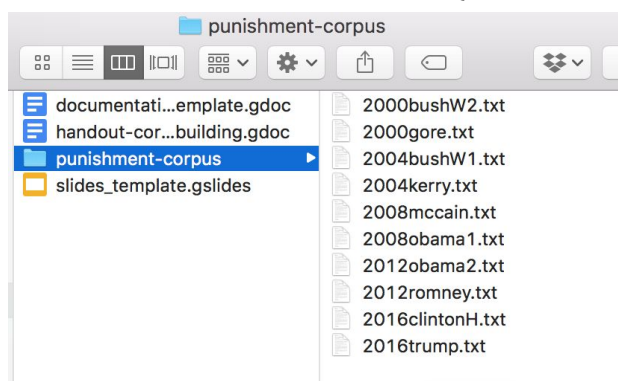 punishment-corpus
documentati...emplate.gdoc
handout-cor...building.gdoc
punishment-corpus
slides_template.gslides
2000bushW2.txt
2000gore.txt
2004bushW1.txt
2004kerry.txt
2008mccain.txt
2008obama1.txt
2012obama2.txt
2012romney.txt
2016clintonH.txt
2016trump.txt